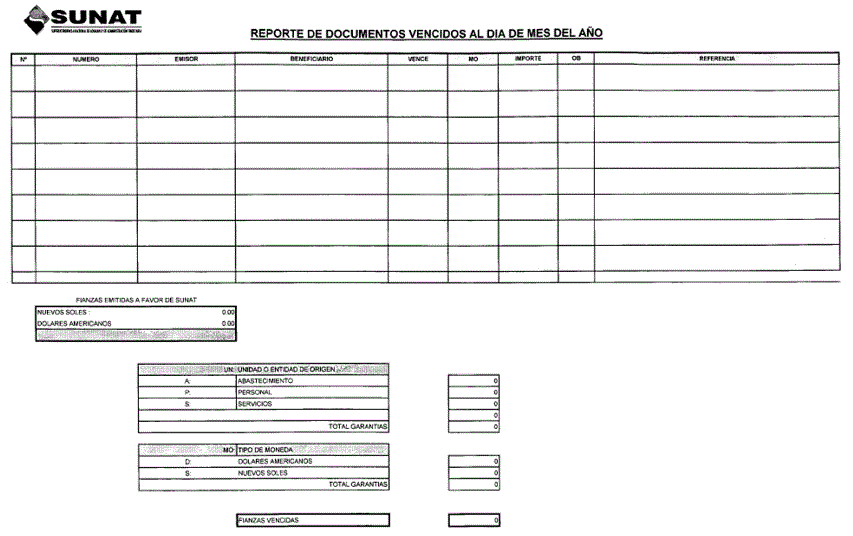 SUNAT
REPORTE DE DOCUMENTOS VENCIDOS AL DIA DE MES DEL AÑO
N° NUMERO EMISOR BENEFICIARIO VENCE MO IMPORTE OB REFERENCIA
FIANZAS EMITIDAS A FAVOR DE SUNAT
NUEVOS SOLES : 0.00
DOLARES AMERICANOS 0.00
UN: UNIDAD O ENTIDAD DE ORIGEN
A: ABASTECIMIENTO 0
P: PERSONAL 0
S: SERVICIOS 0
0
TOTAL GARANTIAS 0
MO: TIPO DE MONEDA
D: DOLARES AMERICANOS 0
S: NUEVOS SOLES 0
TOTAL GARANTIAS 0
FIANZAS VENCIDAS 0